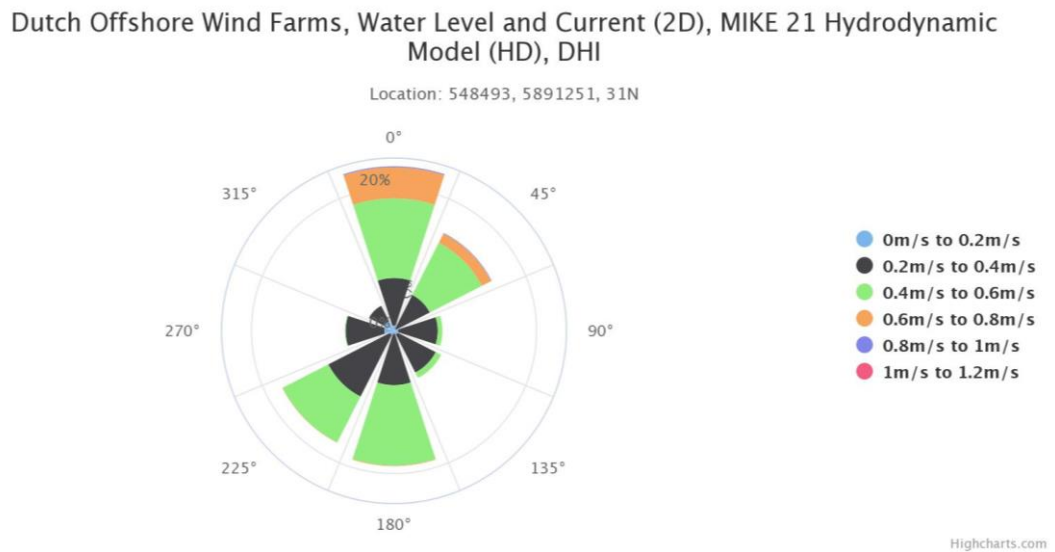 Dutch Offshore Wind Farms, Water Level and Current (2D), MIKE 21 Hydrodynamic
Model (HD), DHI
Location: 548493, 5891251, 31N
0°
20%
315°
45°
270°
90°
225°
135°
180°
0m/s to 0.2m/s
0.2m/s to 0.4m/s
0.4m/s to 0.6m/s
0.6m/s to 0.8m/s
0.8m/s to 1m/s
1m/s to 1.2m/s
Highcharts.com